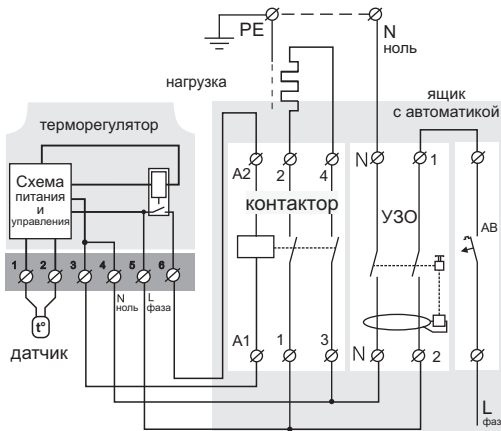 PE
N
ноль
нагрузка
ящик
с автоматикой
терморегулятор
Схема
питания
и
управления
A2
2
4
N
1
контактор
УЗО
АВ
1
2
3
4
5
6
N
ноль
L
фаза
t°
датчик
A1
1
3
N
2
L
фаз